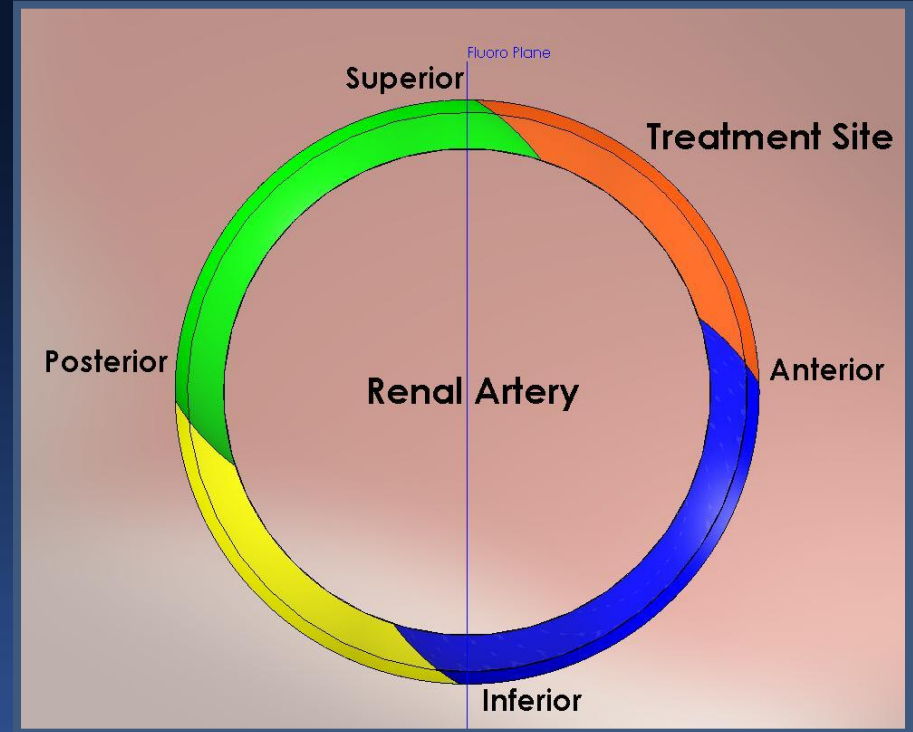 Fluoro Plane
Superior
Treatment Site
Posterior
Anterior
Renal Artery
Inferior